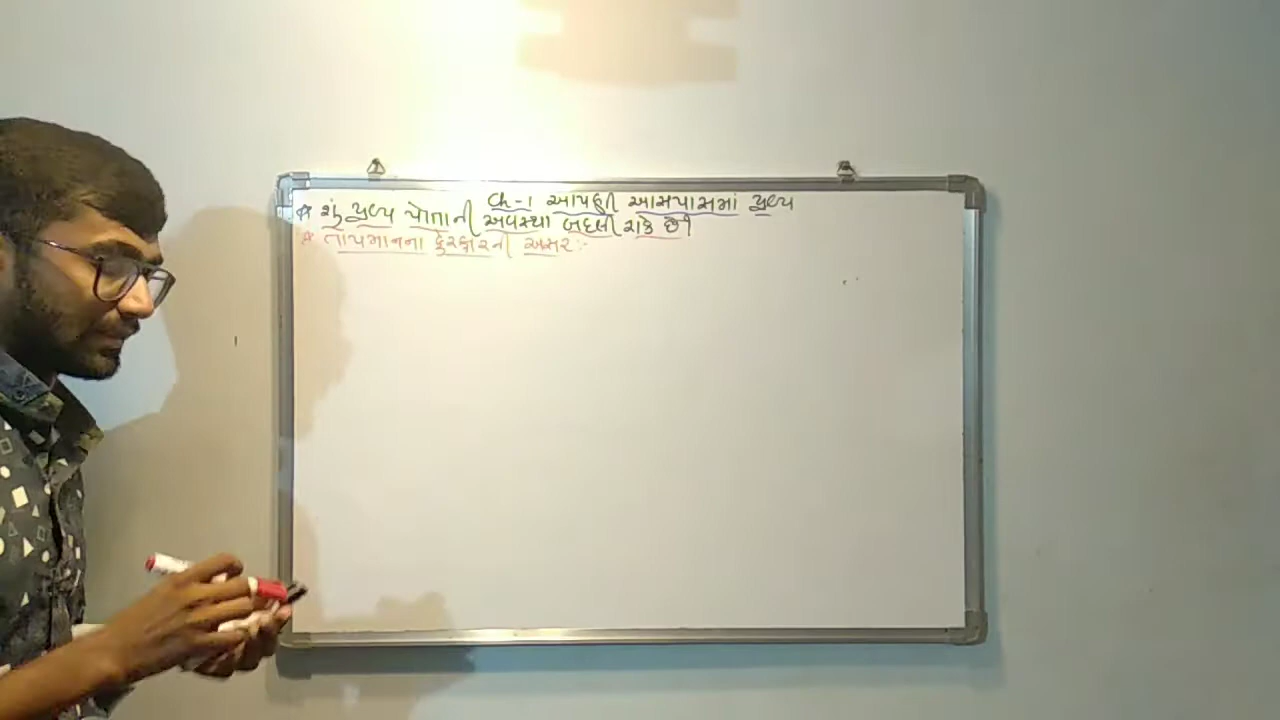 Ch-1 આપણી આસપાસમાં દ્રવ્ય
* શું દ્રવ્ય પોતાની અવસ્થા બદલી શકે છે?
* તાપમાનના ફેરફારની અસર :-